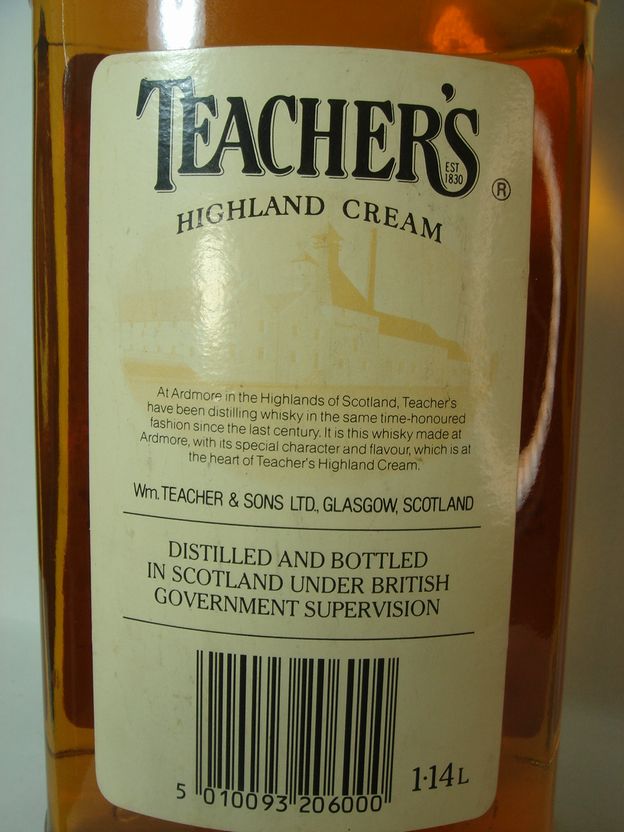 TEACHER'S
EST
1830
®
HIGHLAND CREAM
At Ardmore in the Highlands of Scotland, Teacher's
have been distilling whisky in the same time-honoured
fashion since the last century. It is this whisky made at
Ardmore, with its special character and flavour, which is at
the heart of Teacher's Highland Cream.
Wm. TEACHER & SONS LTD., GLASGOW, SCOTLAND
DISTILLED AND BOTTLED
IN SCOTLAND UNDER BRITISH
GOVERNMENT SUPERVISION
5 010093 206000
1·14L